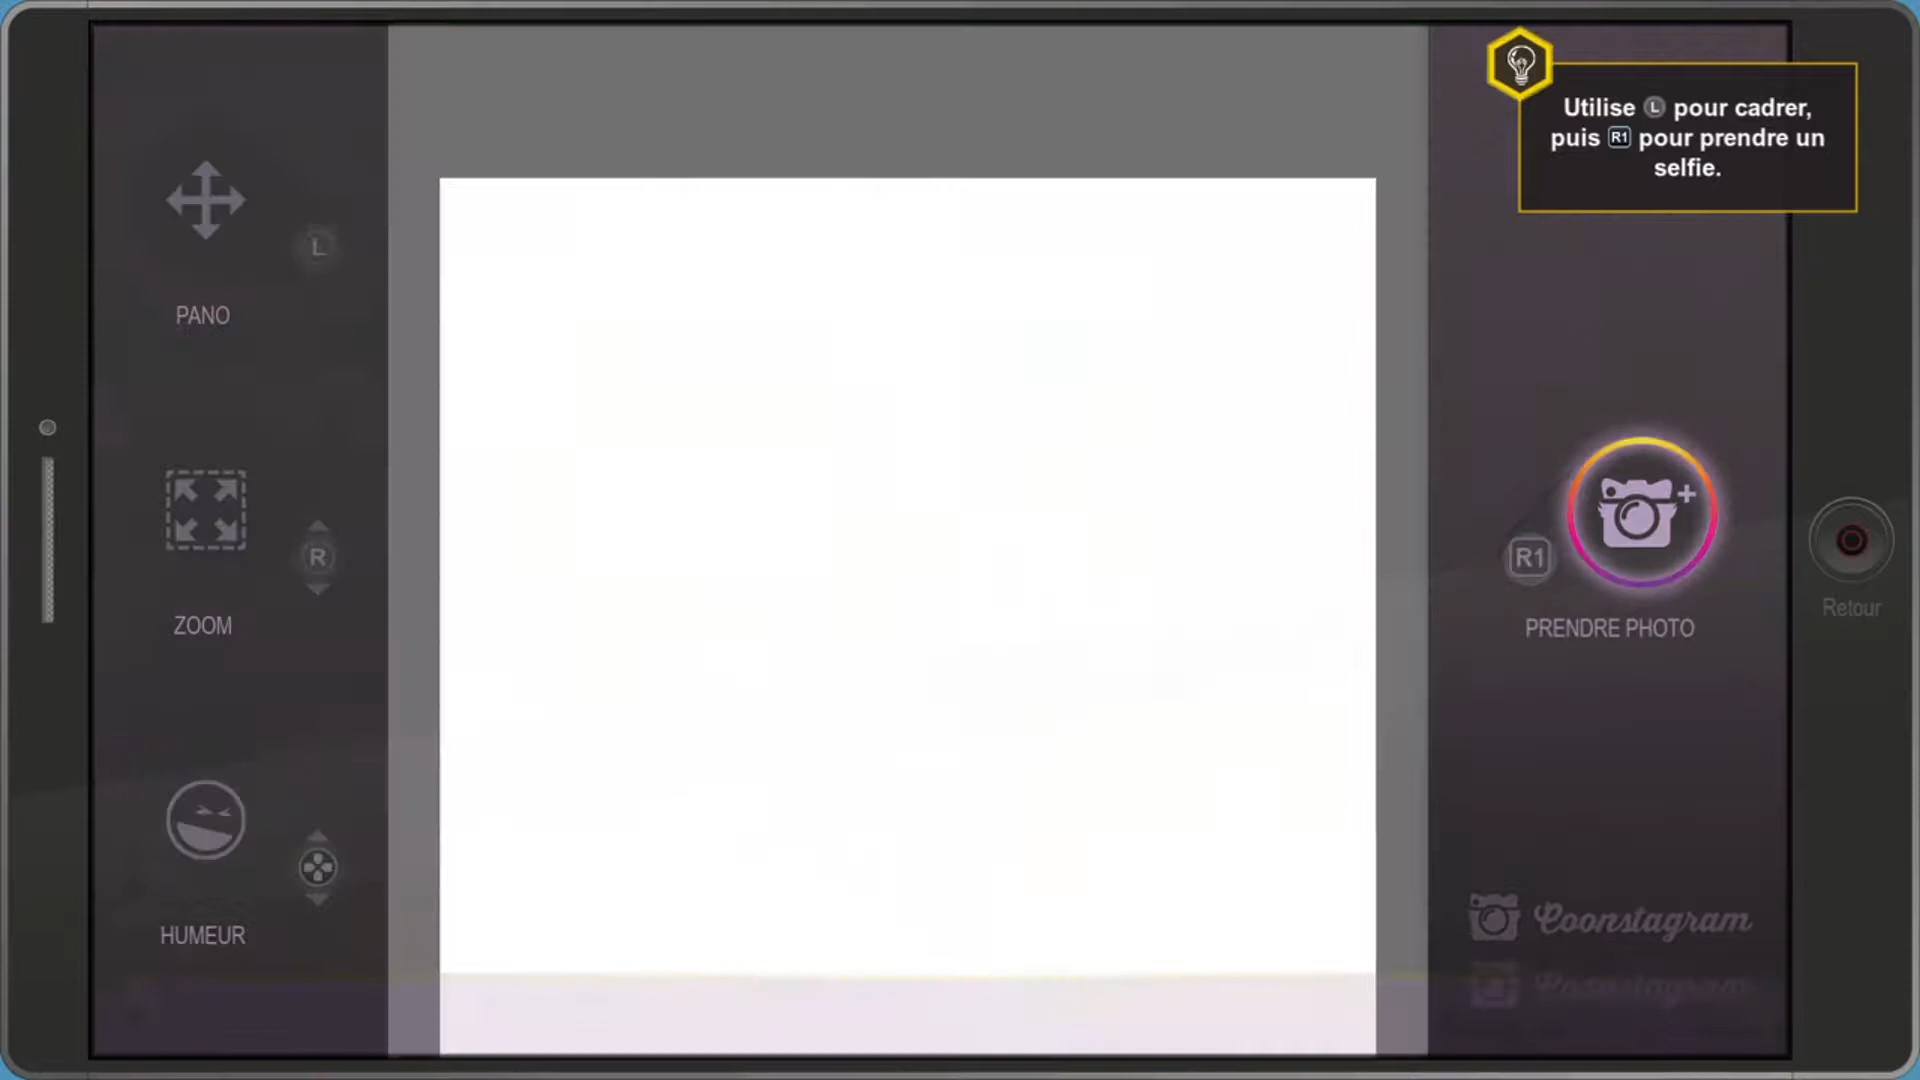 Utilise L pour cadrer,
puis R1 pour prendre un
selfie.
L
PANO
R
ZOOM
R1
PRENDRE PHOTO
Retour
HUMEUR
Coonstagram